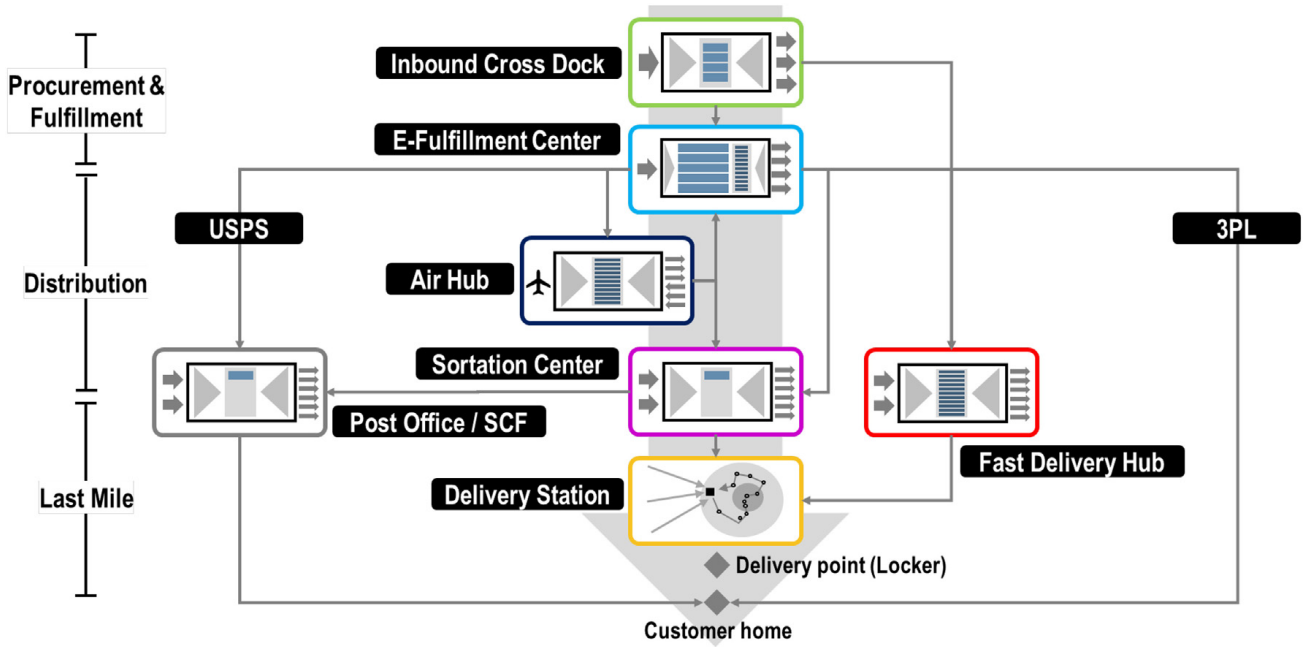 Procurement &
Fulfillment
Distribution
Last Mile
Inbound Cross Dock
E-Fulfillment Center
USPS
3PL
Air Hub
Sortation Center
Post Office / SCF
Fast Delivery Hub
Delivery Station
Delivery point (Locker)
Customer home